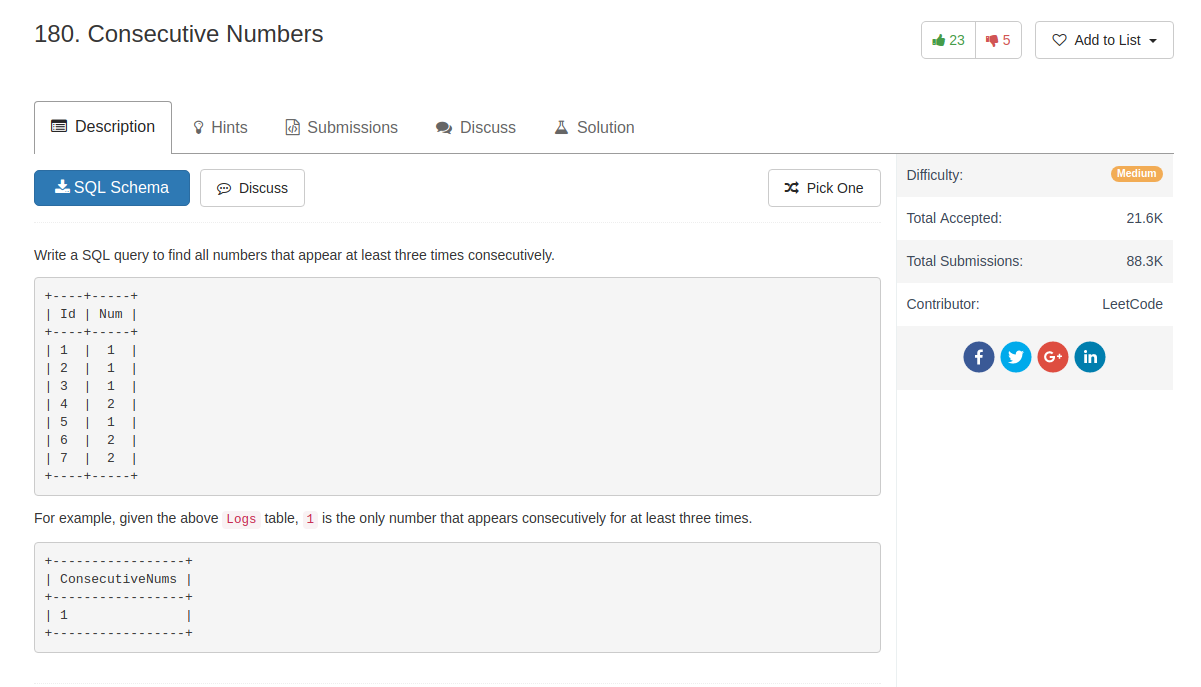 180. Consecutive Numbers
23
5
Add to List
Description
Hints
Submissions
Discuss
Solution
SQL Schema
Discuss
Pick One
Difficulty:
Medium
Total Accepted:
21.6K
Total Submissions:
88.3K
Contributor:
LeetCode
Write a SQL query to find all numbers that appear at least three times consecutively.
+----+-----+
| Id | Num |
+----+-----+
| 1  |  1  |
| 2  |  1  |
| 3  |  1  |
| 4  |  2  |
| 5  |  1  |
| 6  |  2  |
| 7  |  2  |
+----+-----+
For example, given the above Logs table, 1 is the only number that appears consecutively for at least three times.
+-----------------+
| ConsecutiveNums |
+-----------------+
| 1               |
+-----------------+
f
G+
in